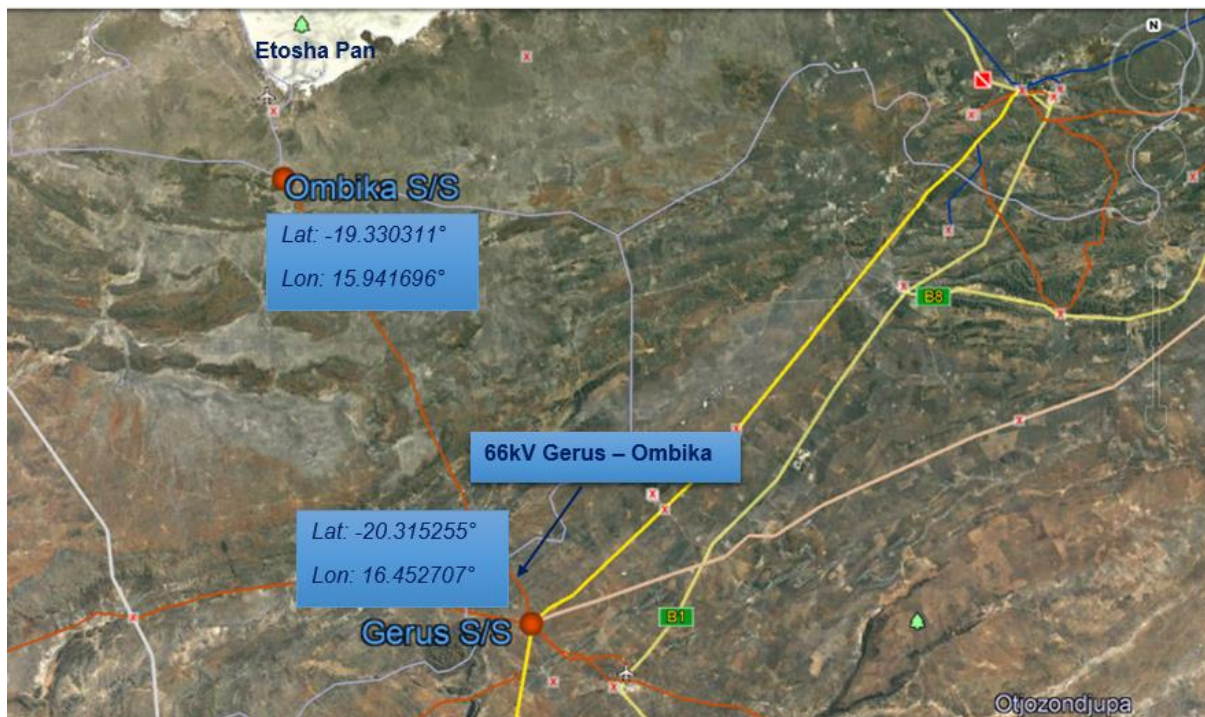 N
Etosha Pan
Ombika S/S
Lat: -19.330311°
Lon: 15.941696°
B8
66kV Gerus – Ombika
Lat: -20.315255°
Lon: 16.452707°
B1
Gerus S/S
Otjozondjupa